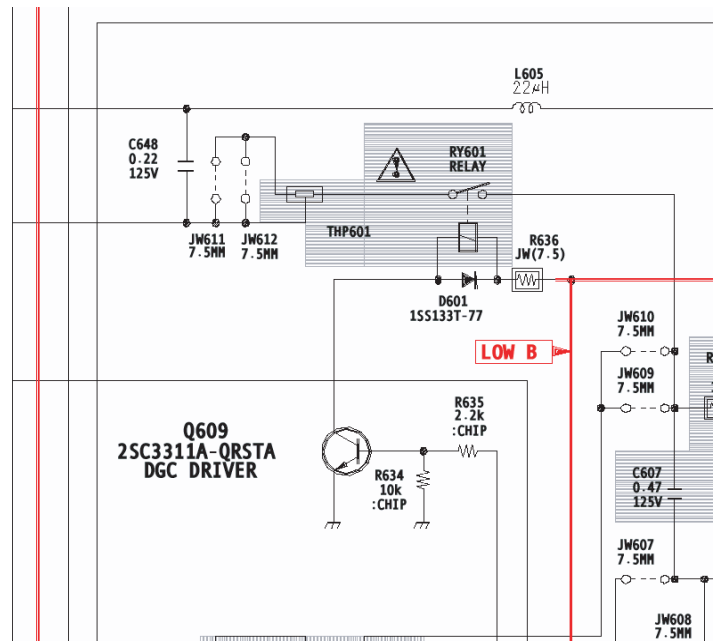 L605
22μH
C648
0.22
125V
RY601
RELAY
JW611
7.5MM
JW612
7.5MM
THP601
R636
JW(7.5)
D601
1SS133T-77
JW610
7.5MM
LOW B
R
JW609
7.5MM
R635
2.2k
:CHIP
Q609
2SC3311A-QRSTA
DGC DRIVER
R634
10k
:CHIP
C607
0.47
125V
JW607
7.5MM
JW608
7.5MM